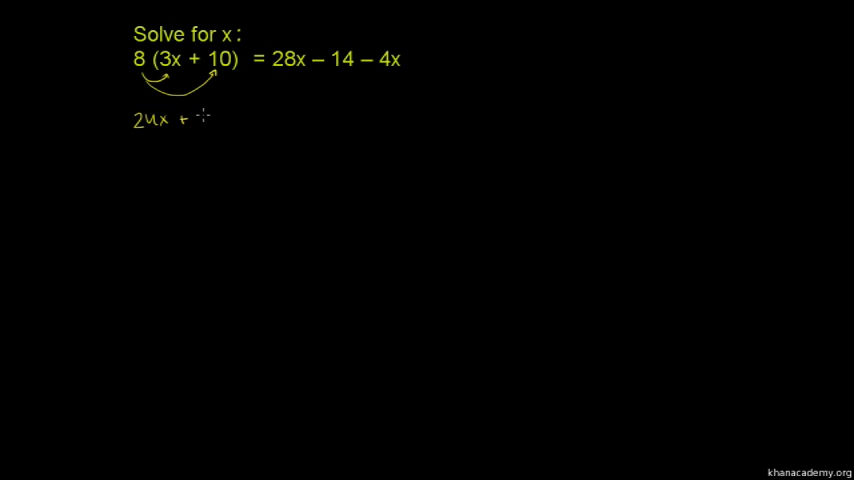 Solve for x:
8 (3x + 10) = 28x – 14 – 4x
24x +
khanacademy.org